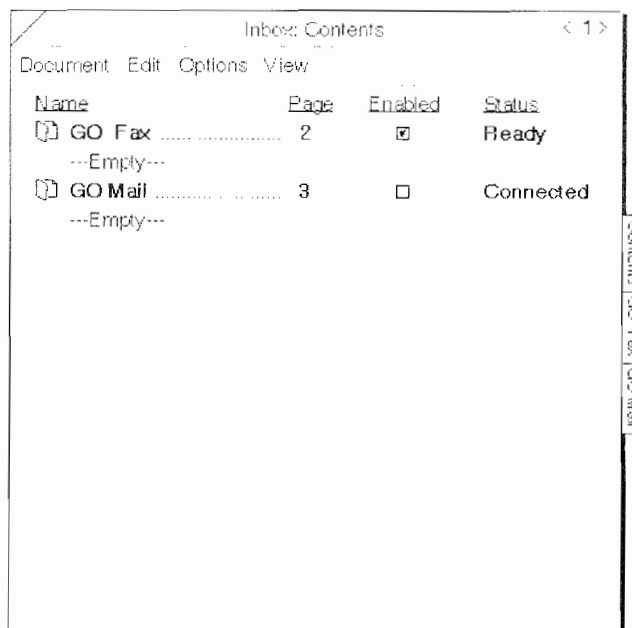 Inbox: Contents < 1 >
Document Edit Options View
Name Page Enabled Status
GO Fax ..................... 2 Ready
---Empty---
GO Mail ..................... 3 Connected
---Empty---